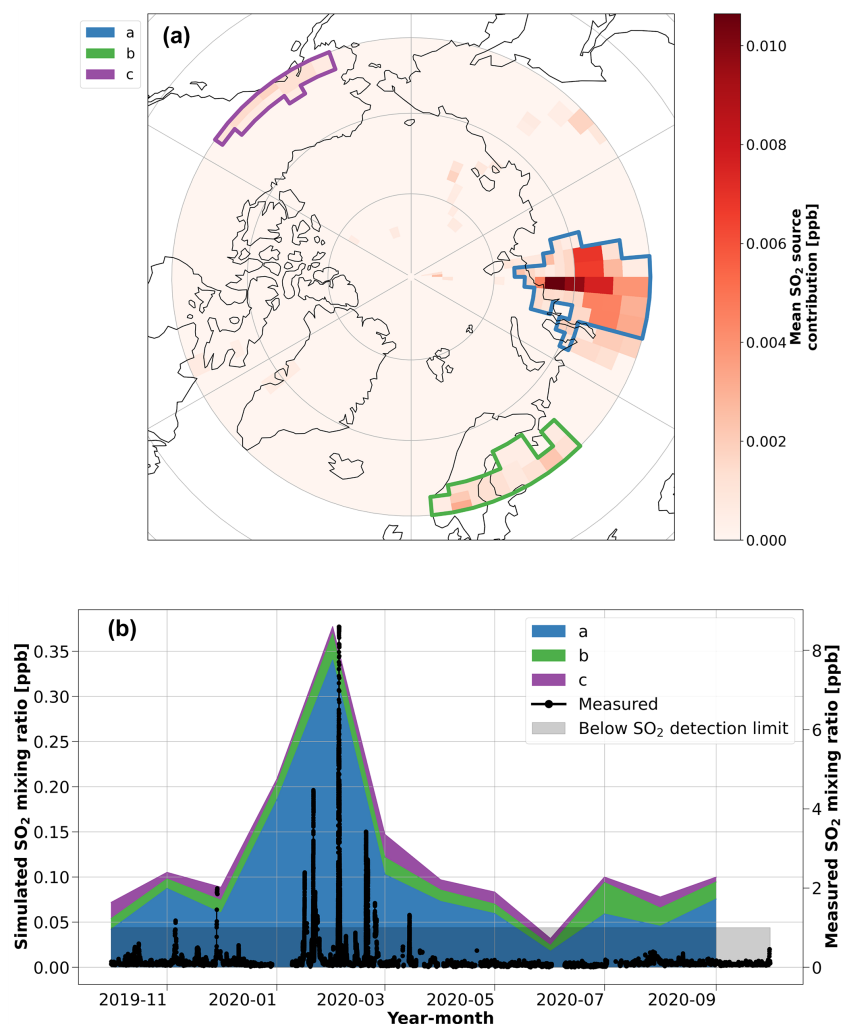 a
b
c
(a)
0.010
0.008
0.006
0.004
0.002
0.000
Mean SO₂ source
contribution [ppb]
(b)
a
b
c
Measured
Below SO₂ detection limit
Simulated SO₂ mixing ratio [ppb]
0.35
0.30
0.25
0.20
0.15
0.10
0.05
0.00
8
6
4
2
0
Measured SO₂ mixing ratio [ppb]
2019-11
2020-01
2020-03
2020-05
2020-07
2020-09
Year-month